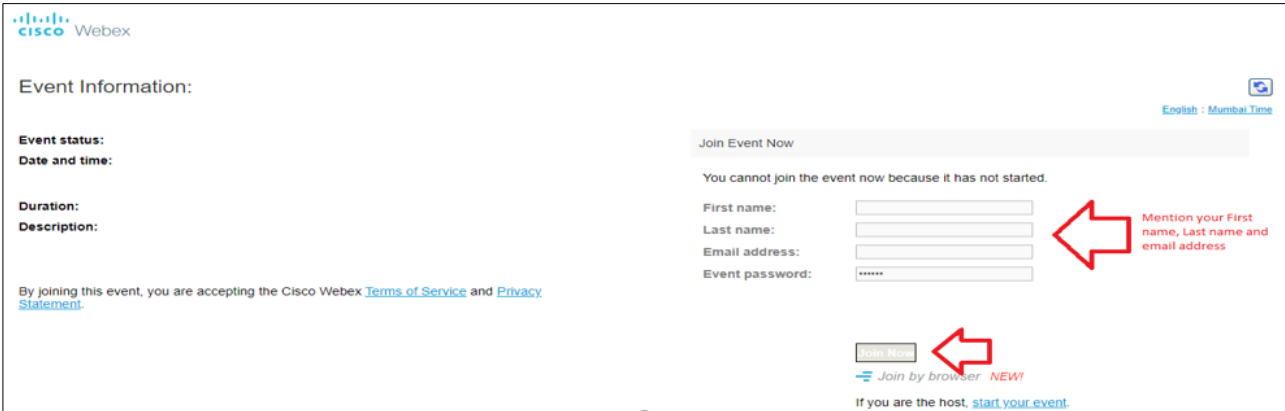 cisco Webex
Event Information:
English : Mumbai Time
Event status:
Date and time:
Duration:
Description:
By joining this event, you are accepting the Cisco Webex Terms of Service and Privacy
Statement.
Join Event Now
You cannot join the event now because it has not started.
First name:
Last name:
Email address:
Event password: ••••••
Mention your First
name, Last name and
email address
Join Now
Join by browser NEW!
If you are the host, start your event.